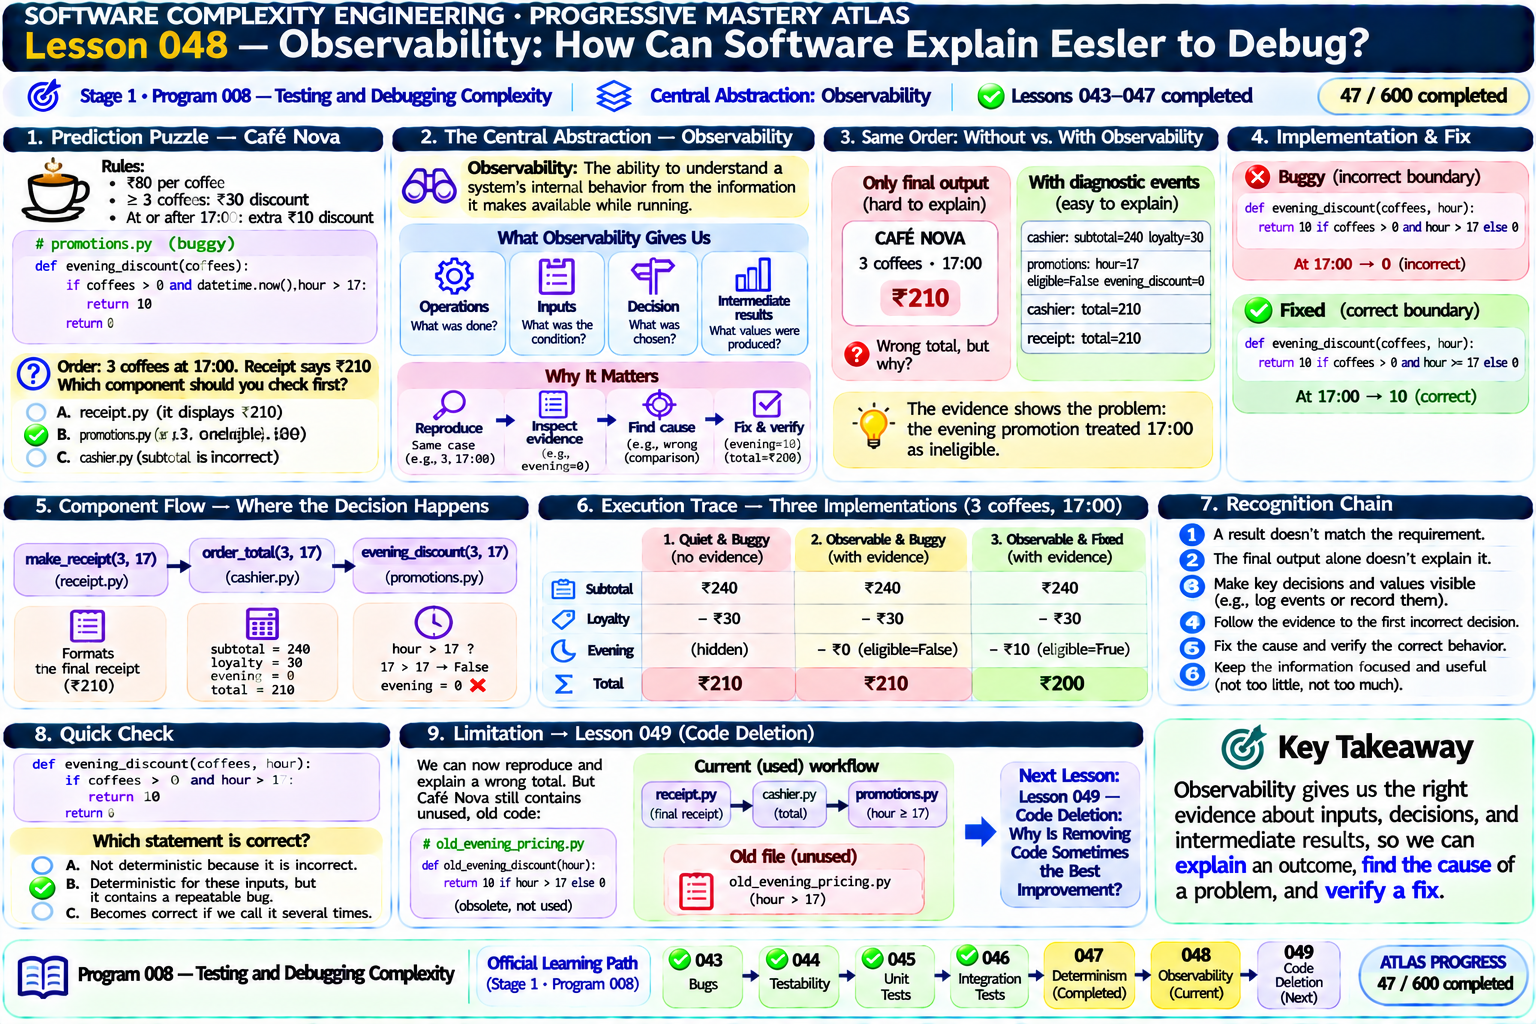 SOFTWARE COMPLEXITY ENGINEERING · PROGRESSIVE MASTERY ATLAS
Lesson 048 — Observability: How Can Software Explain Eesler to Debug?
Stage 1 • Program 008 — Testing and Debugging Complexity
Central Abstraction: Observability
Lessons 043–047 completed
47 / 600 completed
1. Prediction Puzzle — Café Nova
Rules:
• ₹80 per coffee
• ≥ 3 coffees: ₹30 discount
• At or after 17:00: extra ₹10 discount
# promotions.py (buggy)
def evening_discount(coffees):
if coffees > 0 and datetime.now(),hour > 17:
return 10
return 0
Order: 3 coffees at 17:00. Receipt says ₹210
Which component should you check first?
A. receipt.py (it displays ₹210)
B. promotions.py
C. cashier.py (subtotal is incorrect)
2. The Central Abstraction — Observability
Observability: The ability to understand a
system's internal behavior from the information
it makes available while running.
What Observability Gives Us
Operations
What was done?
Inputs
What was the
condition?
Decision
What was
chosen?
Intermediate
results
What values were
produced?
Why It Matters
Reproduce
Same case
(e.g., 3, 17:00)
Inspect
evidence
(e.g.,
evening=0)
Find cause
(e.g., wrong
(comparison)
Fix & verify
(evening=10)
(total=₹200)
3. Same Order: Without vs. With Observability
Only final output
(hard to explain)
CAFÉ NOVA
3 coffees • 17:00
₹210
Wrong total, but
why?
With diagnostic events
(easy to explain)
cashier: subtotal=240 loyalty=30
promotions: hour=17
eligible=False evening_discount=0
cashier: total=210
receipt: total=210
The evidence shows the problem:
the evening promotion treated 17:00
as ineligible.
4. Implementation & Fix
Buggy (incorrect boundary)
def evening_discount(coffees, hour):
return 10 if coffees > 0 and hour > 17 else 0
At 17:00 → 0 (incorrect)
Fixed (correct boundary)
def evening_discount(coffees, hour):
return 10 if coffees > 0 and hour >= 17 else 0
At 17:00 → 10 (correct)
5. Component Flow — Where the Decision Happens
make_receipt(3, 17)
(receipt.py)
order_total(3, 17)
(cashier.py)
evening_discount(3, 17)
(promotions.py)
Formats
the final receipt
(₹210)
subtotal = 240
loyalty = 30
evening = 0
total = 210
hour > 17 ?
17 > 17 → False
evening = 0
6. Execution Trace — Three Implementations (3 coffees, 17:00)
1. Quiet & Buggy
(no evidence)
2. Observable & Buggy
(with evidence)
3. Observable & Fixed
(with evidence)
Subtotal ₹240 ₹240 ₹240
Loyalty – ₹30 – ₹30 – ₹30
Evening (hidden) – ₹0 (eligible=False) – ₹10 (eligible=True)
Total ₹210 ₹210 ₹200
7. Recognition Chain
1 A result doesn't match the requirement.
2 The final output alone doesn't explain it.
3 Make key decisions and values visible
(e.g., log events or record them).
4 Follow the evidence to the first incorrect decision.
5 Fix the cause and verify the correct behavior.
6 Keep the information focused and useful
(not too little, not too much).
8. Quick Check
def evening_discount(coffees, hour):
if coffees > 0 and hour > 17:
return 10
return 0
Which statement is correct?
A. Not deterministic because it is incorrect.
B. Deterministic for these inputs, but
it contains a repeatable bug.
C. Becomes correct if we call it several times.
9. Limitation → Lesson 049 (Code Deletion)
We can now reproduce and
explain a wrong total. But
Café Nova still contains
unused, old code:
# old_evening_pricing.py
def old_evening_discount(hour):
return 10 if hour > 17 else 0
(obsolete, not used)
Current (used) workflow
receipt.py
(final receipt)
cashier.py
(total)
promotions.py
(hour ≥ 17)
Old file (unused)
old_evening_pricing.py
(hour > 17)
Next Lesson:
Lesson 049 —
Code Deletion:
Why Is Removing
Code Sometimes
the Best
Improvement?
Key Takeaway
Observability gives us the right
evidence about inputs, decisions, and
intermediate results, so we can
explain an outcome, find the cause of
a problem, and verify a fix.
Program 008 — Testing and Debugging Complexity
Official Learning Path
(Stage 1 • Program 008)
043
Bugs
044
Testability
045
Unit
Tests
046
Integration
Tests
047
Determinism
(Completed)
048
Observability
(Current)
049
Code
Deletion
(Next)
ATLAS PROGRESS
47 / 600 completed